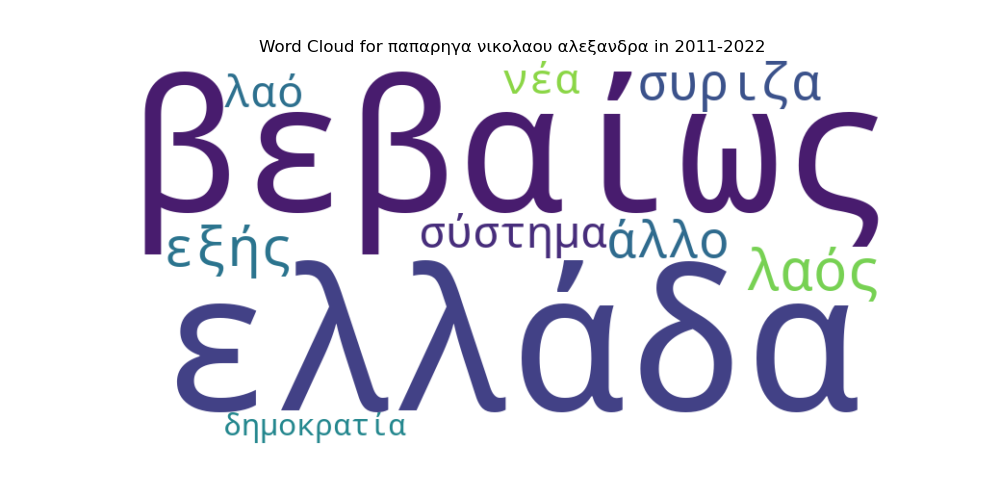 Word Cloud for παπαρηγα νικολαου αλεξανδρα in 2011-2022
λαό
νέα
συριζα
βεβαίως
εξής
σύστημα
άλλο
λαός
ελλάδα
δημοκρατία